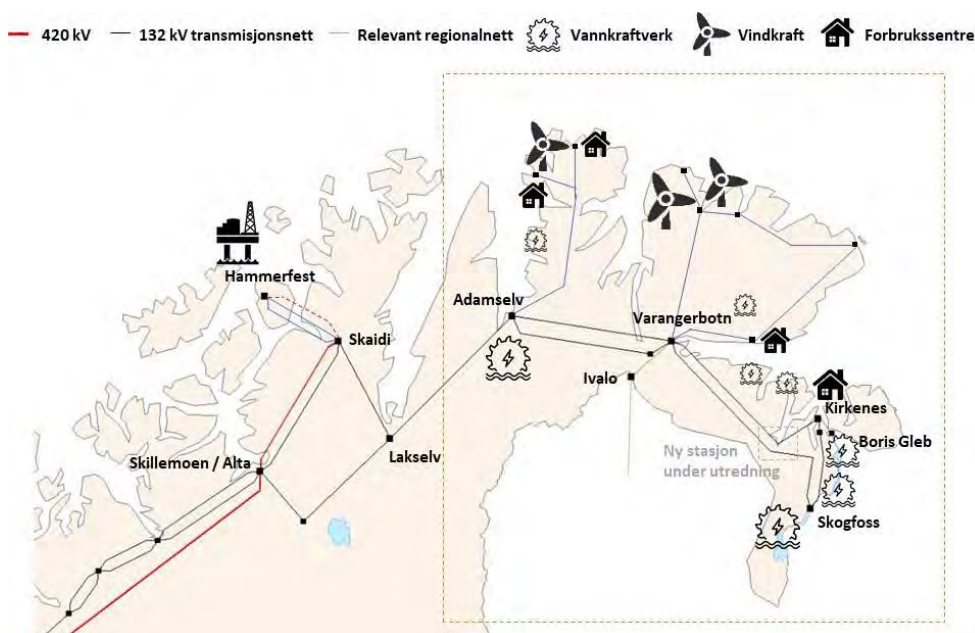 420 kV
132 kV transmisjonsnett
Relevant regionalnett
Vannkraftverk
Vindkraft
Forbrukssentre
Hammerfest
Skaidi
Adamselv
Varangerbotn
Ivalo
Kirkenes
Boris Gleb
Lakselv
Skillemoen / Alta
Ny stasjon
under utredning
Skogfoss